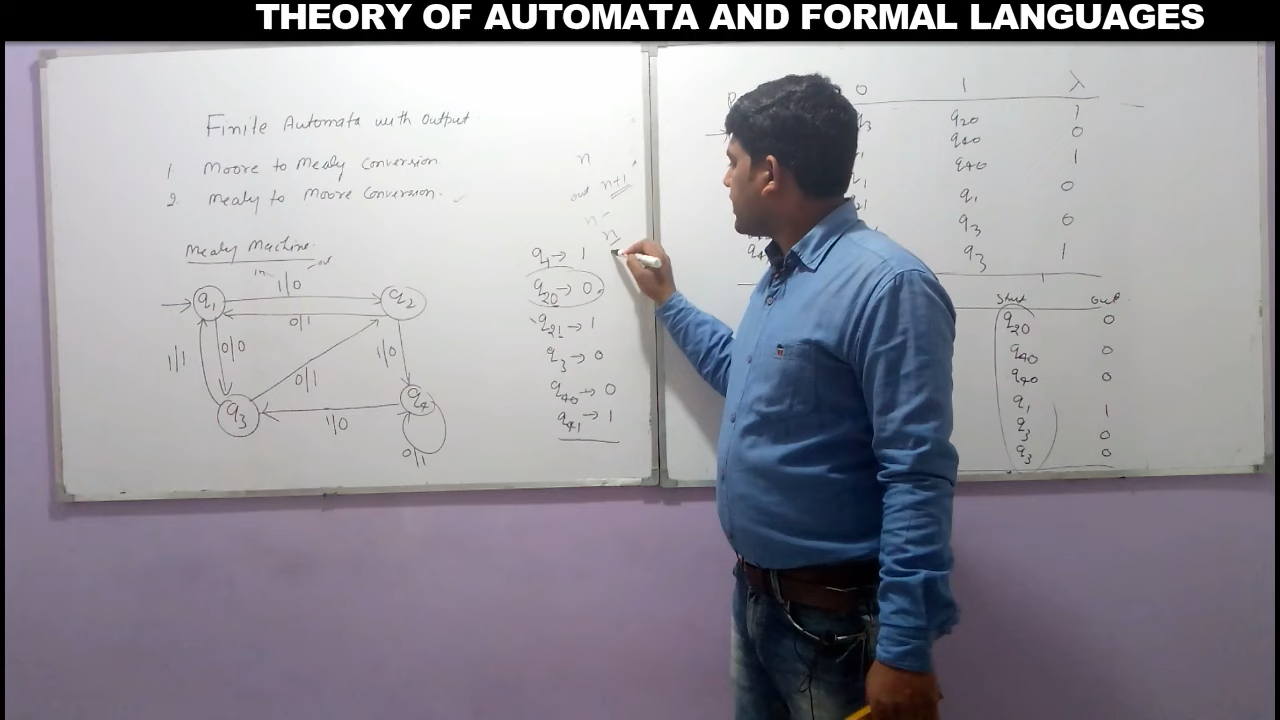 THEORY OF AUTOMATA AND FORMAL LANGUAGES
Finite Automata with Output
1. Moore to Mealy Conversion
2. Mealy to Moore Conversion.
Mealy Machine.
in out
1|0
q1 q2
0|1
1|1 0|0 0|1 1|0
q3 q4
1|0
0|1
n
out n+1
n-
n
q1 → 1
q20 → 0
q21 → 1
q3 → 0
q40 → 0
q41 → 1
0 1 λ
q3 q20 1
q40 0
q40 1
q1 0
q3 0
q3 1
State out
q20 0
q40 0
q40 0
q1 1
q3 0
q3 0